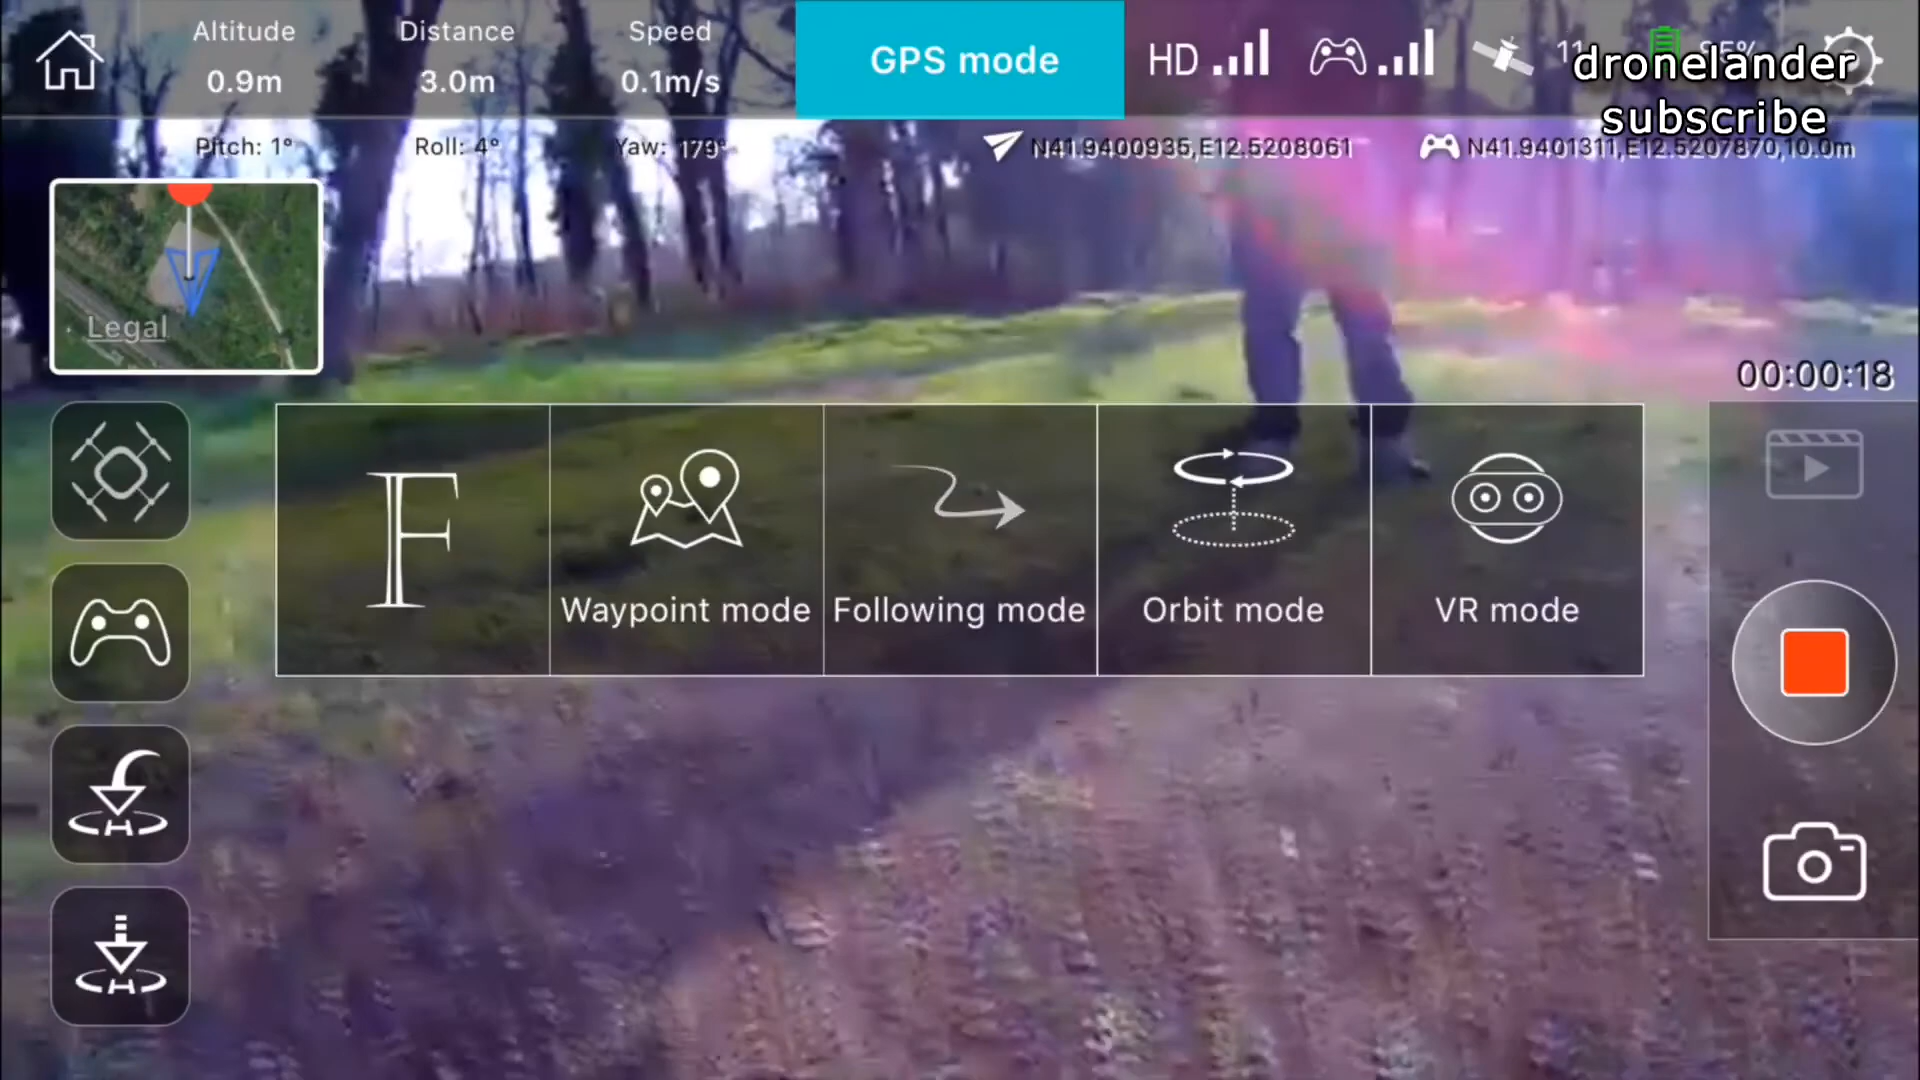 Altitude
0.9m
Distance
3.0m
Speed
0.1m/s
GPS mode
HD
dronelander
subscribe
Pitch: 1°
Roll: 4°
Yaw: 179°
N41.9400935,E12.5208061
N41.9401311,E12.5207870,10.0m
Legal
00:00:18
F
Waypoint mode
Following mode
Orbit mode
VR mode